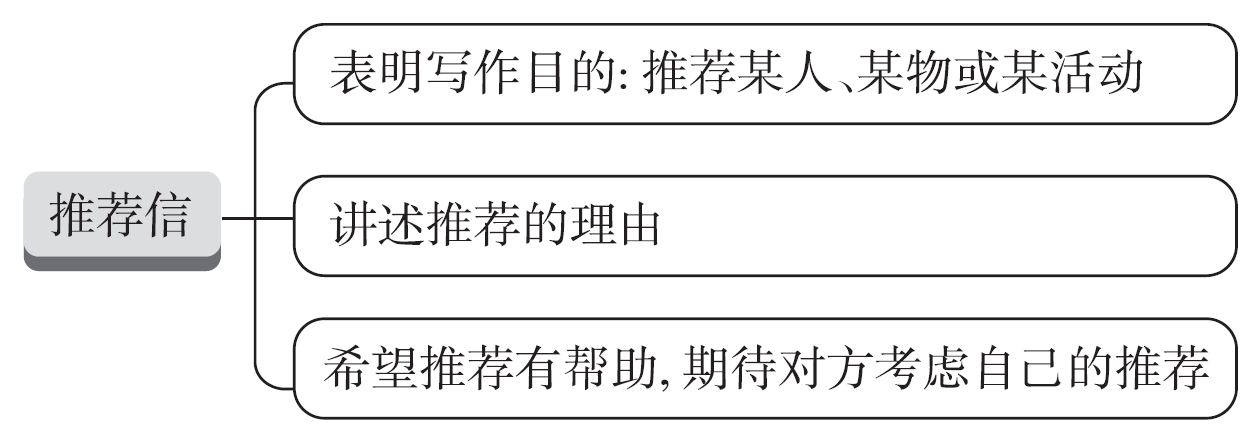 推荐信
表明写作目的：推荐某人、某物或某活动
讲述推荐的理由
希望推荐有帮助，期待对方考虑自己的推荐